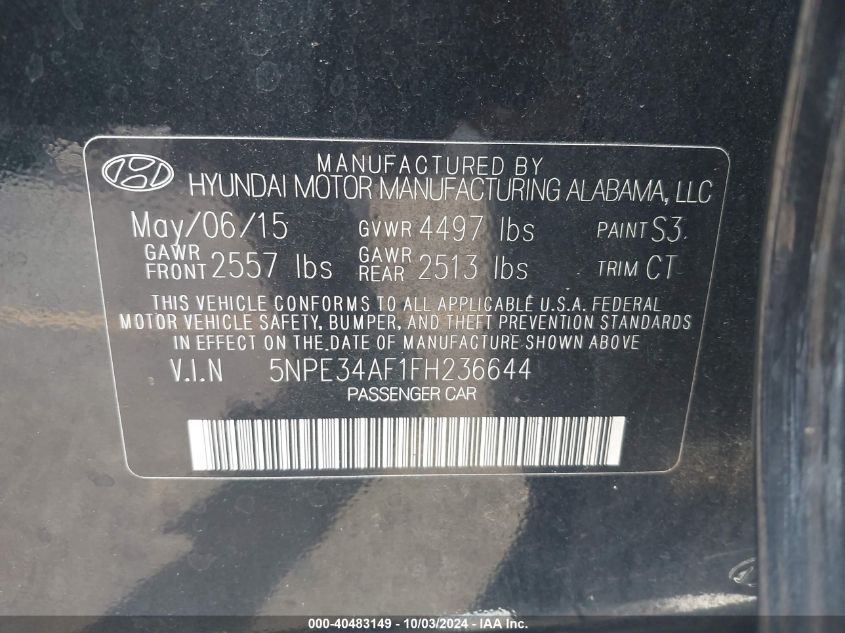 MANUFACTURED BY
HYUNDAI MOTOR MANUFACTURING ALABAMA, LLC
May/06/15 GVWR 4497 lbs PAINT S3
GAWR FRONT 2557 lbs GAWR REAR 2513 lbs TRIM CT
THIS VEHICLE CONFORMS TO ALL APPLICABLE U.S.A. FEDERAL
MOTOR VEHICLE SAFETY, BUMPER, AND THEFT PREVENTION STANDARDS
IN EFFECT ON THE DATE OF MANUFACTURE SHOWN ABOVE
V.I.N 5NPE34AF1FH236644
PASSENGER CAR
000-40483149 - 10/03/2024 - IAA Inc.